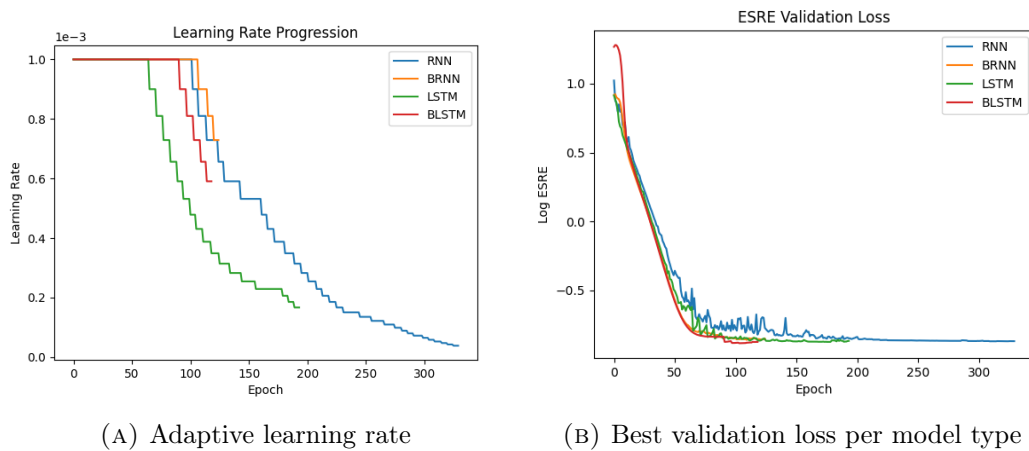 Learning Rate Progression
1e−3
1.0
0.8
0.6
0.4
0.2
0.0
Learning Rate
0 50 100 150 200 250 300
Epoch
RNN
BRNN
LSTM
BLSTM
(A) Adaptive learning rate
ESRE Validation Loss
1.0
0.5
0.0
−0.5
Log ESRE
0 50 100 150 200 250 300
Epoch
RNN
BRNN
LSTM
BLSTM
(B) Best validation loss per model type